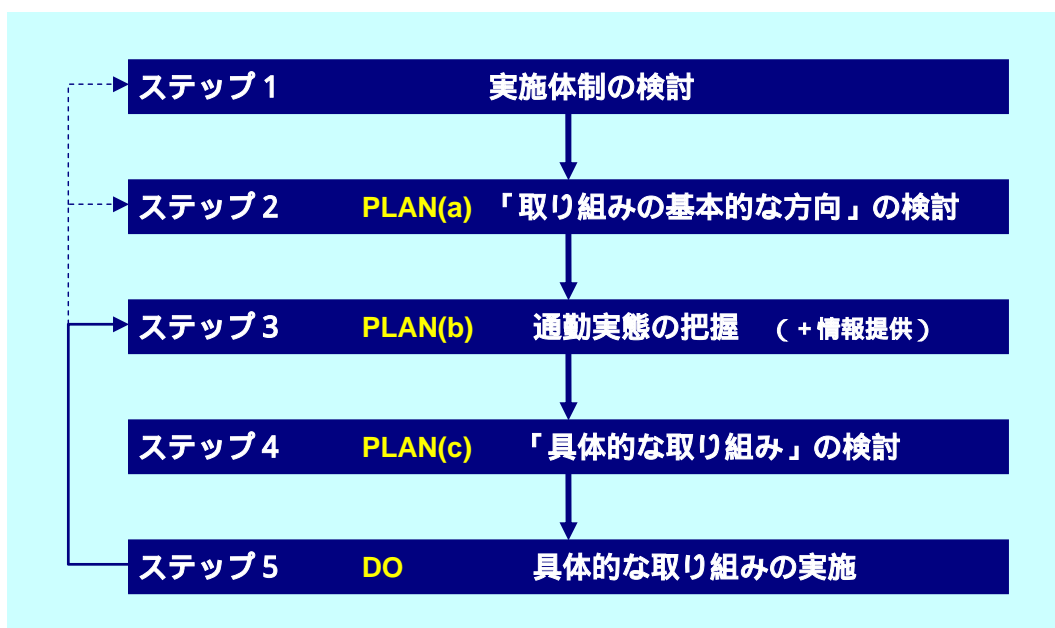 ステップ1 実施体制の検討
ステップ2 PLAN(a) 「取り組みの基本的な方向」の検討
ステップ3 PLAN(b) 通勤実態の把握 (+情報提供)
ステップ4 PLAN(c) 「具体的な取り組み」の検討
ステップ5 DO 具体的な取り組みの実施